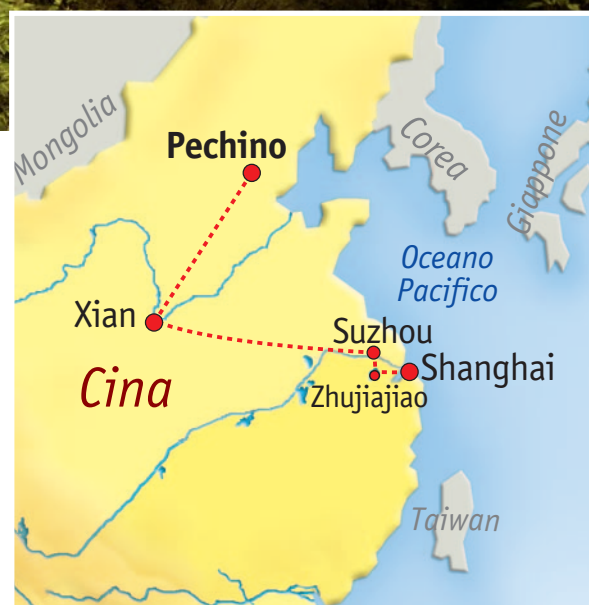 Mongolia
Pechino
Corea
Giappone
Oceano
Pacifico
Xian
Suzhou
Shanghai
Cina
Zhujiajiao
Taiwan